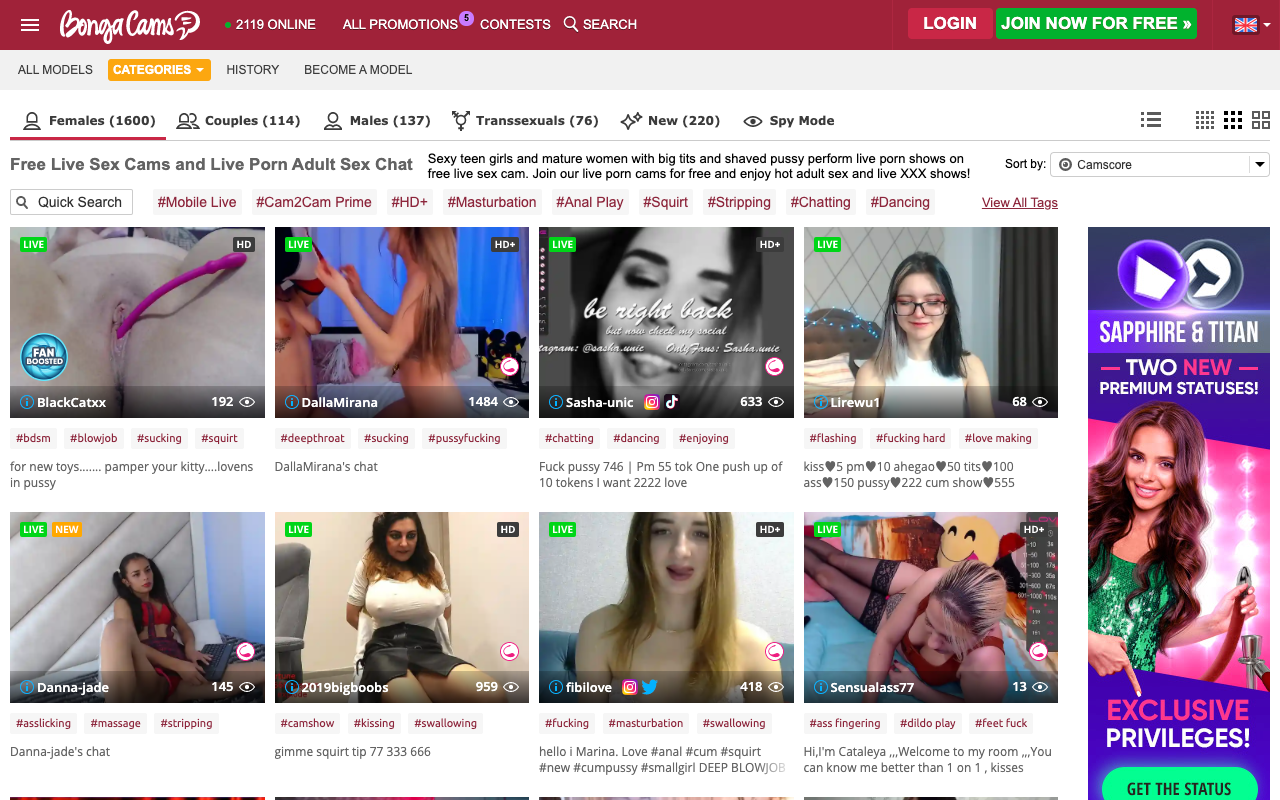 BongaCams
2119 ONLINE
ALL PROMOTIONS 5
CONTESTS
SEARCH
LOGIN
JOIN NOW FOR FREE »
ALL MODELS
CATEGORIES
HISTORY
BECOME A MODEL
Females (1600)
Couples (114)
Males (137)
Transsexuals (76)
New (220)
Spy Mode
Free Live Sex Cams and Live Porn Adult Sex Chat
Sexy teen girls and mature women with big tits and shaved pussy perform live porn shows on
free live sex cam. Join our live porn cams for free and enjoy hot adult sex and live XXX shows!
Sort by:
Camscore
Quick Search
#Mobile Live
#Cam2Cam Prime
#HD+
#Masturbation
#Anal Play
#Squirt
#Stripping
#Chatting
#Dancing
View All Tags
LIVE
HD
FAN
BOOSTED
BlackCatxx
192
#bdsm
#blowjob
#sucking
#squirt
for new toys....... pamper your kitty....lovens
in pussy
LIVE
HD+
DallaMirana
1484
#deepthroat
#sucking
#pussyfucking
DallaMirana's chat
LIVE
HD+
be right back
but now check my social
stagram: @sasha.unic OnlyFans: Sasha.unic
Sasha-unic
633
#chatting
#dancing
#enjoying
Fuck pussy 746 | Pm 55 tok One push up of
10 tokens I want 2222 love
LIVE
Lirewu1
68
#flashing
#fucking hard
#love making
kiss♥5 pm♥10 ahegao♥50 tits♥100
ass♥150 pussy♥222 cum show♥555
LIVE
NEW
Danna-jade
145
#asslicking
#massage
#stripping
Danna-jade's chat
LIVE
HD
2019bigboobs
959
#camshow
#kissing
#swallowing
gimme squirt tip 77 333 666
LIVE
HD+
fibilove
418
#fucking
#masturbation
#swallowing
hello i Marina. Love #anal #cum #squirt
#new #cumpussy #smallgirl DEEP BLOWJOB
LIVE
HD+
Sensualass77
13
#ass fingering
#dildo play
#feet fuck
Hi,I'm Cataleya ,,,Welcome to my room ,,,You
can know me better than 1 on 1 , kisses
SAPPHIRE & TITAN
TWO NEW
PREMIUM STATUSES!
EXCLUSIVE
PRIVILEGES!
GET THE STATUS